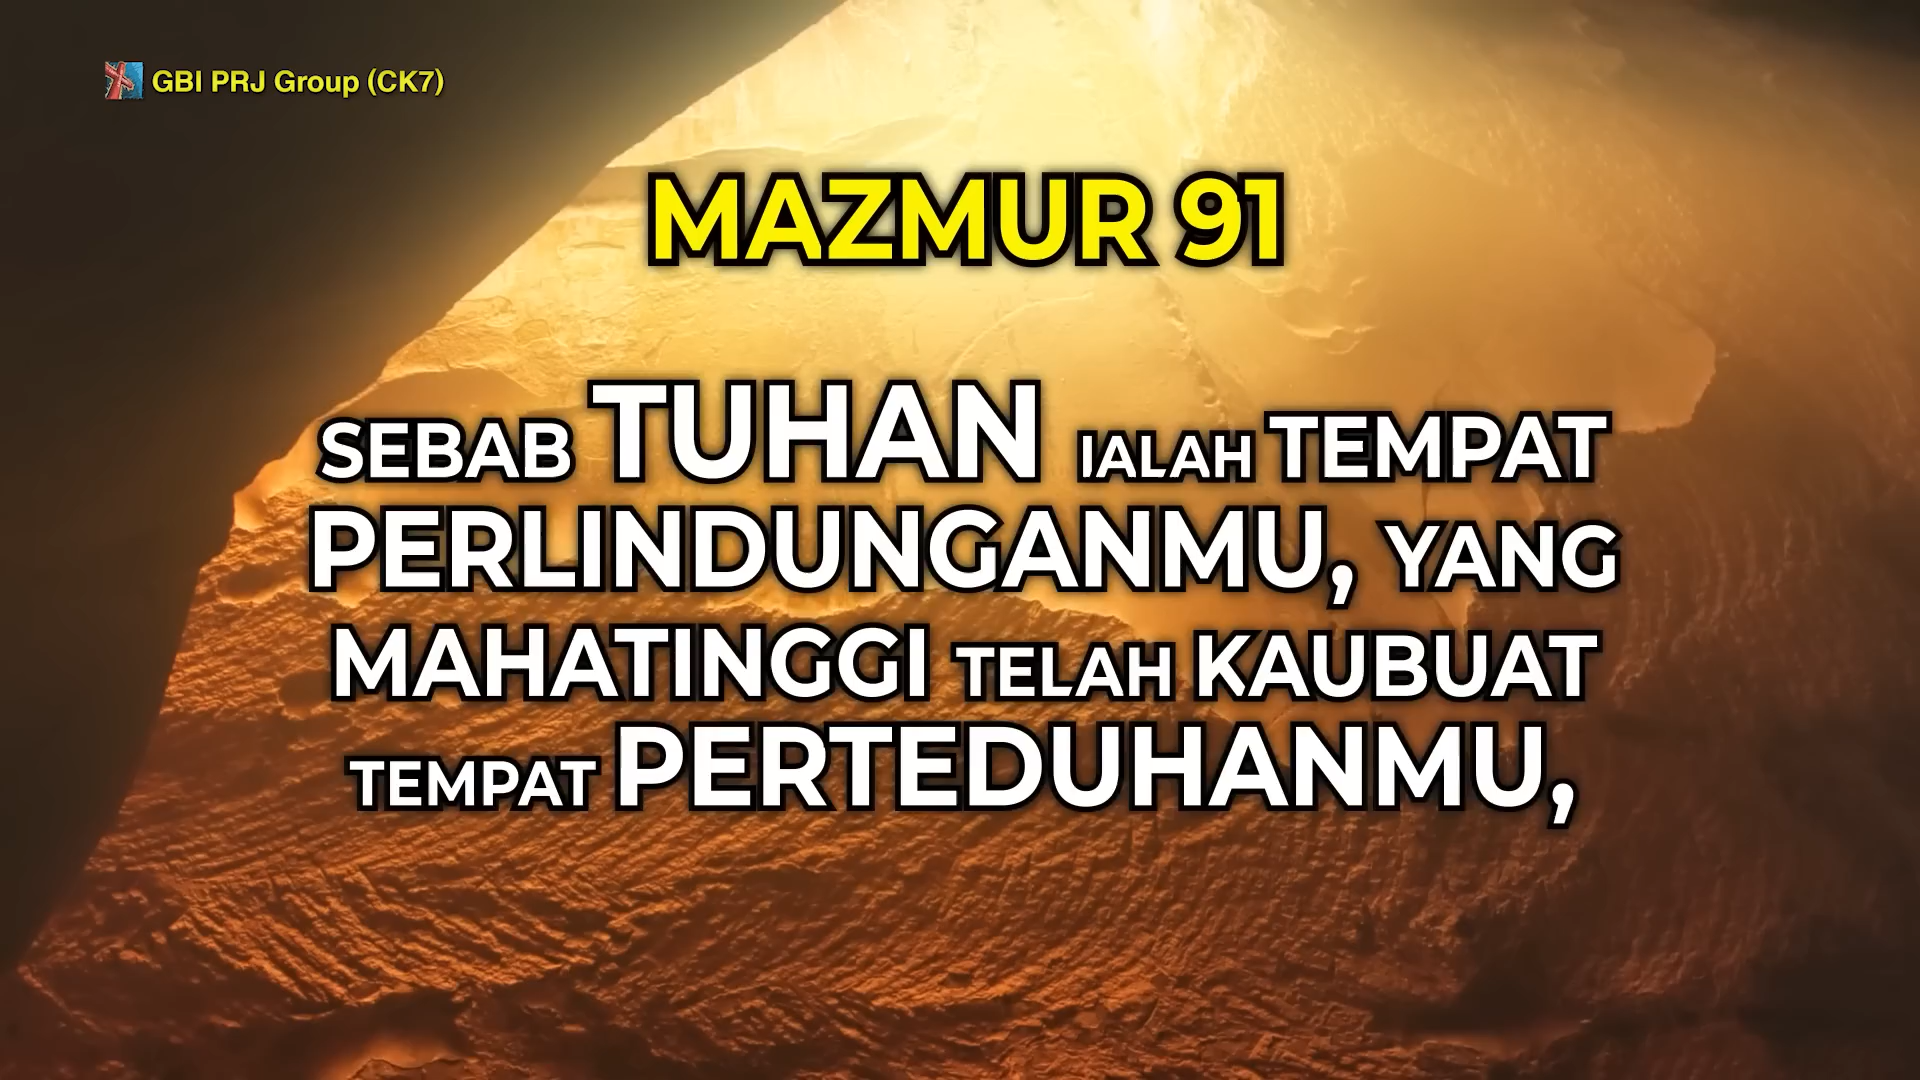 GBI PRJ Group (CK7)
MAZMUR 91
SEBAB TUHAN IALAH TEMPAT
PERLINDUNGANMU, YANG
MAHATINGGI TELAH KAUBUAT
TEMPAT PERTEDUHANMU,